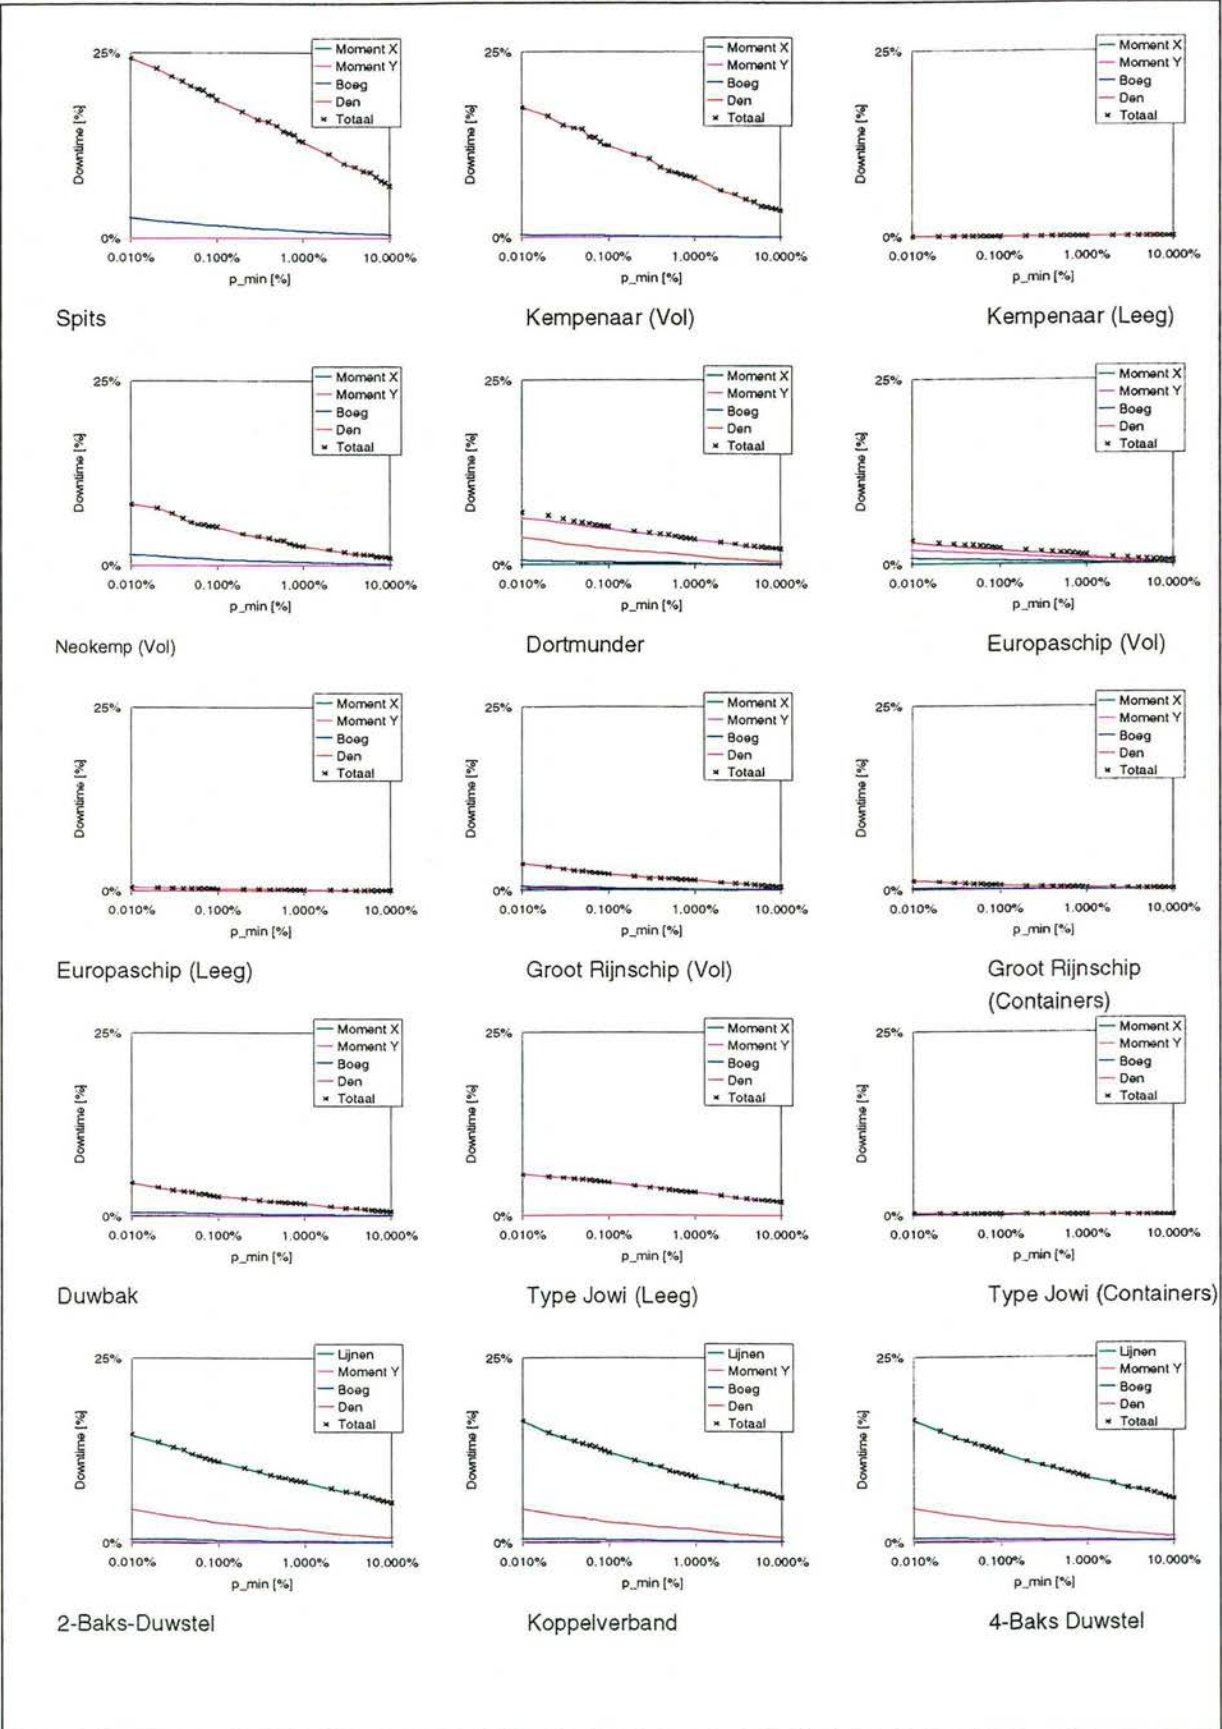 25%
Downtime [%]
0%
0.010% 0.100% 1.000% 10.000%
p_min [%]
Moment X
Moment Y
Boeg
Den
Totaal
Spits
25%
Downtime [%]
0%
0.010% 0.100% 1.000% 10.000%
p_min [%]
Moment X
Moment Y
Boeg
Den
Totaal
Kempenaar (Vol)
25%
Downtime [%]
0%
0.010% 0.100% 1.000% 10.000%
p_min [%]
Moment X
Moment Y
Boeg
Den
Totaal
Kempenaar (Leeg)
25%
Downtime [%]
0%
0.010% 0.100% 1.000% 10.000%
p_min [%]
Moment X
Moment Y
Boeg
Den
Totaal
Neokemp (Vol)
25%
Downtime [%]
0%
0.010% 0.100% 1.000% 10.000%
p_min [%]
Moment X
Moment Y
Boeg
Den
Totaal
Dortmunder
25%
Downtime [%]
0%
0.010% 0.100% 1.000% 10.000%
p_min [%]
Moment X
Moment Y
Boeg
Den
Totaal
Europaschip (Vol)
25%
Downtime [%]
0%
0.010% 0.100% 1.000% 10.000%
p_min [%]
Moment X
Moment Y
Boeg
Den
Totaal
Europaschip (Leeg)
25%
Downtime [%]
0%
0.010% 0.100% 1.000% 10.000%
p_min [%]
Moment X
Moment Y
Boeg
Den
Totaal
Groot Rijnschip (Vol)
25%
Downtime [%]
0%
0.010% 0.100% 1.000% 10.000%
p_min [%]
Moment X
Moment Y
Boeg
Den
Totaal
Groot Rijnschip
(Containers)
25%
Downtime [%]
0%
0.010% 0.100% 1.000% 10.000%
p_min [%]
Moment X
Moment Y
Boeg
Den
Totaal
Duwbak
25%
Downtime [%]
0%
0.010% 0.100% 1.000% 10.000%
p_min [%]
Moment X
Moment Y
Boeg
Den
Totaal
Type Jowi (Leeg)
25%
Downtime [%]
0%
0.010% 0.100% 1.000% 10.000%
p_min [%]
Moment X
Moment Y
Boeg
Den
Totaal
Type Jowi (Containers)
25%
Downtime [%]
0%
0.010% 0.100% 1.000% 10.000%
p_min [%]
Lijnen
Moment Y
Boeg
Den
Totaal
2-Baks-Duwstel
25%
Downtime [%]
0%
0.010% 0.100% 1.000% 10.000%
p_min [%]
Lijnen
Moment Y
Boeg
Den
Totaal
Koppelverband
25%
Downtime [%]
0%
0.010% 0.100% 1.000% 10.000%
p_min [%]
Lijnen
Moment Y
Boeg
Den
Totaal
4-Baks Duwstel